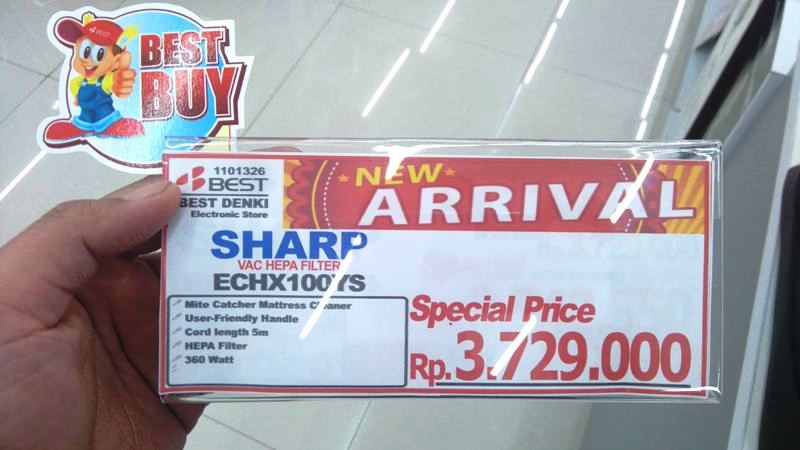 BEST
BUY
1101326
BEST
BEST DENKI
Electronic Store
NEW
ARRIVAL
SHARP
VAC HEPA FILTER
ECHX100YS
Mite Catcher Mattress Cleaner
User-Friendly Handle
Cord length 5m
HEPA Filter
360 Watt
Special Price
Rp. 3.729.000